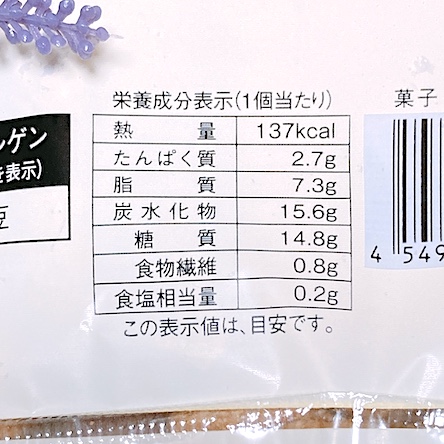 栄養成分表示(1個当たり)
熱量 137kcal
たんぱく質 2.7g
脂質 7.3g
炭水化物 15.6g
糖質 14.8g
食物繊維 0.8g
食塩相当量 0.2g
この表示値は、目安です。
ルゲン
表示)
豆
菓子
4 549